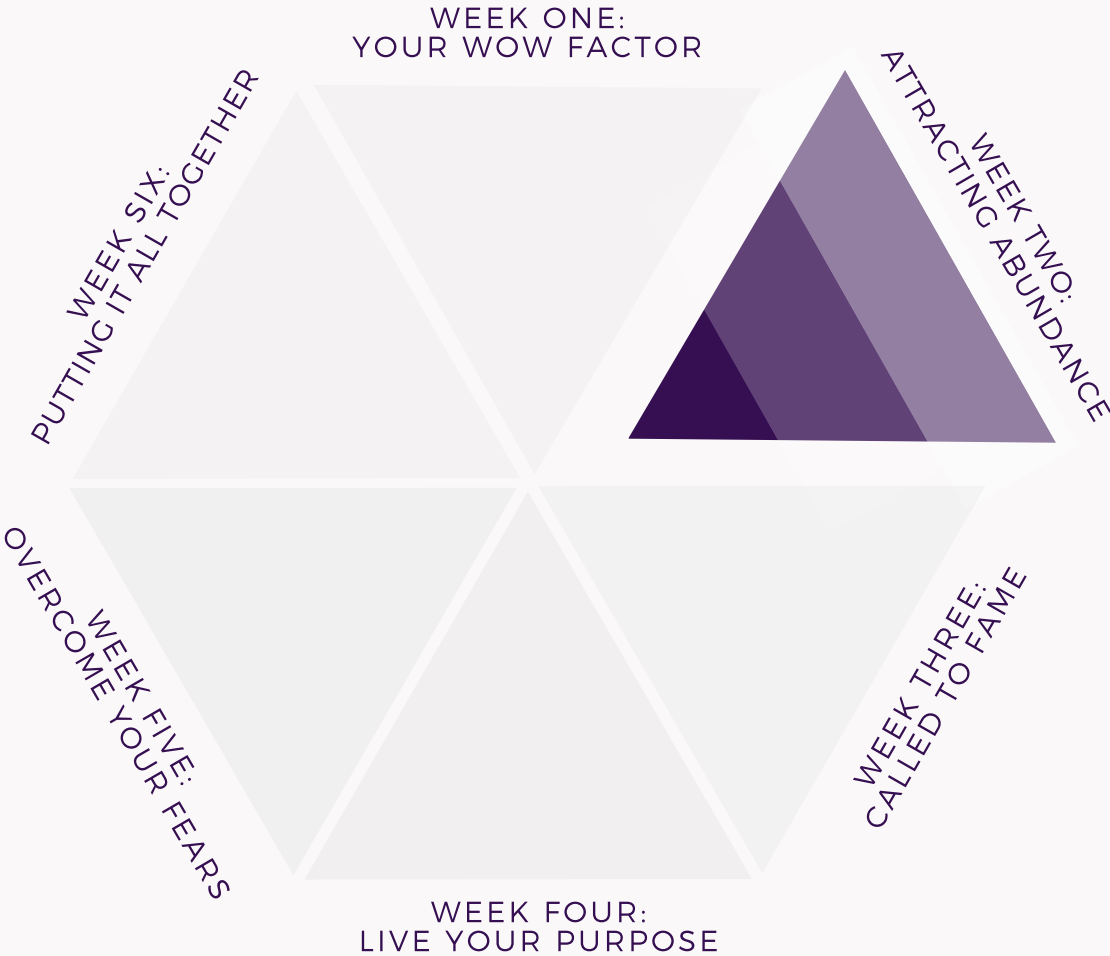 WEEK ONE:
YOUR WOW FACTOR
WEEK TWO:
ATTRACTING ABUNDANCE
WEEK THREE:
CALLED TO FAME
WEEK FOUR:
LIVE YOUR PURPOSE
WEEK FIVE:
OVERCOME YOUR FEARS
WEEK SIX:
PUTTING IT ALL TOGETHER